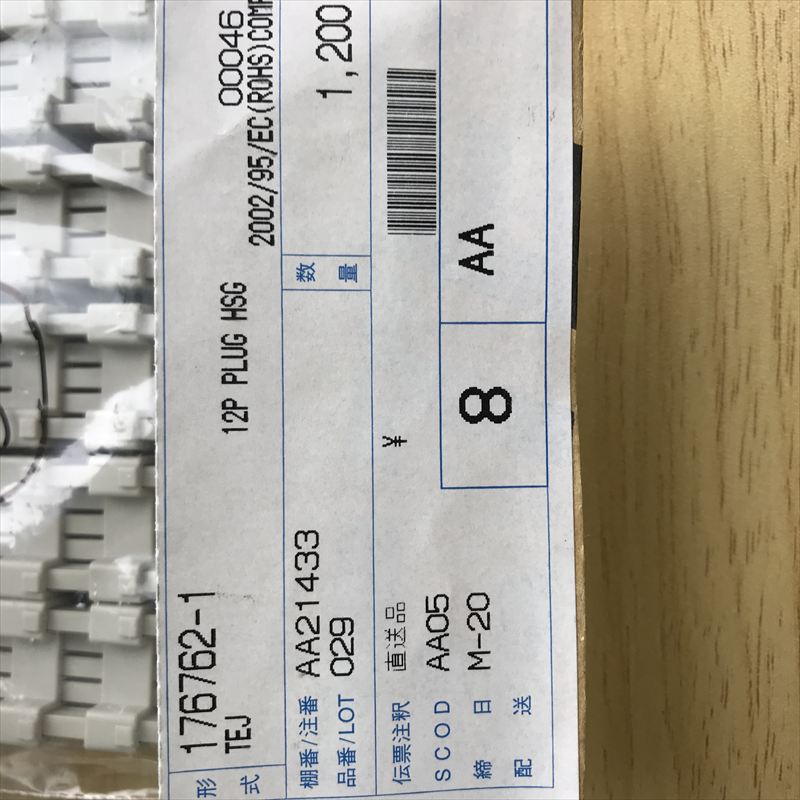 形式 176762-1 00046
TEJ 12P PLUG HSG 2002/95/EC(ROHS)COMP
棚番/注番 AA21433 数量 1,200
品番/LOT 029
伝票注釈 直送品 ¥
SCOD AA05
締日 M-20 8 AA
配送